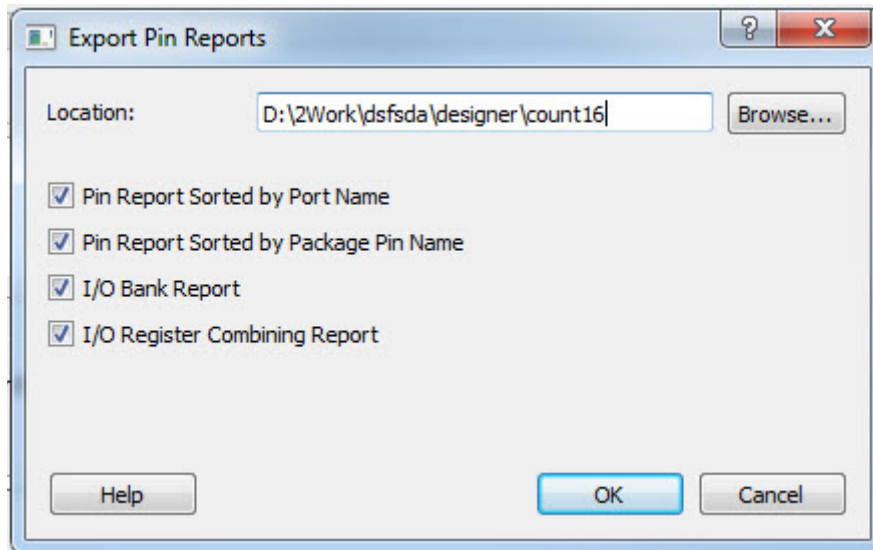 Export Pin Reports
Location: D:\2Work\dsfsda\designer\count16 Browse...
Pin Report Sorted by Port Name
Pin Report Sorted by Package Pin Name
I/O Bank Report
I/O Register Combining Report
Help OK Cancel